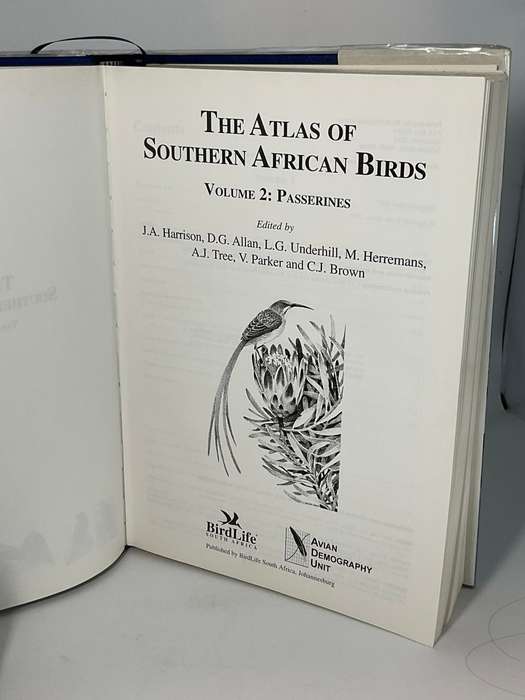 THE ATLAS OF
SOUTHERN AFRICAN BIRDS
VOLUME 2: PASSERINES
Edited by
J.A. Harrison, D.G. Allan, L.G. Underhill, M. Herremans,
A.J. Tree, V. Parker and C.J. Brown
BirdLife
SOUTH AFRICA
AVIAN
DEMOGRAPHY
UNIT
Published by BirdLife South Africa, Johannesburg